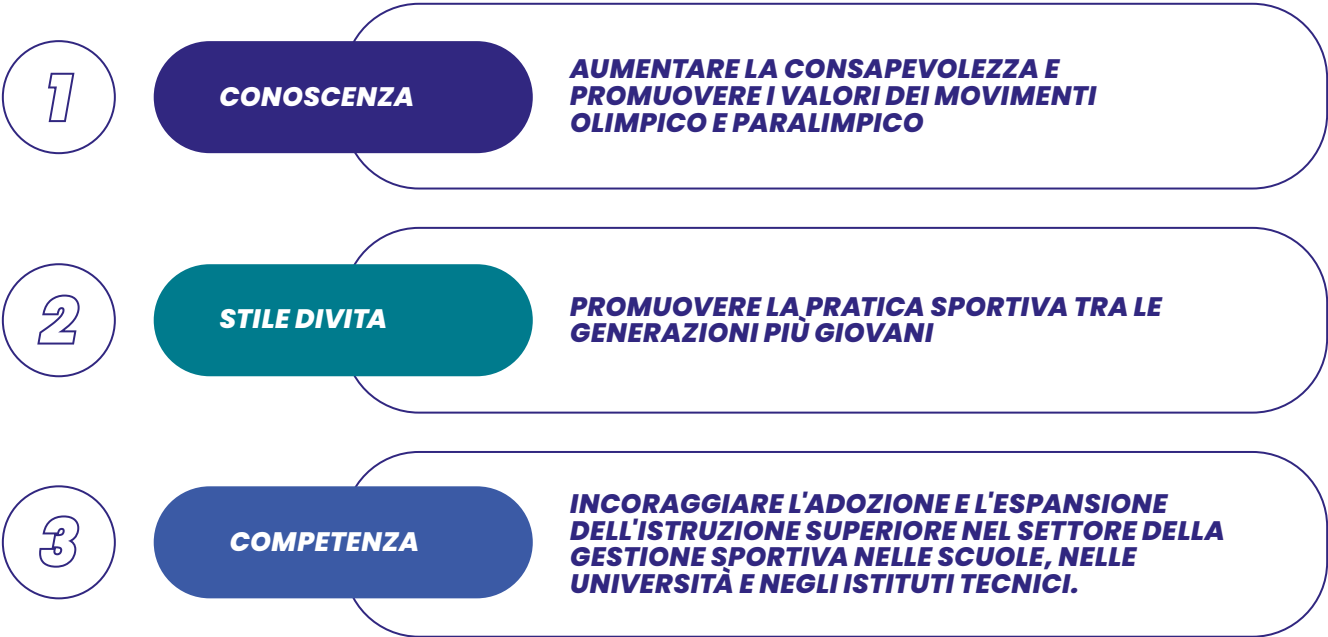 1
CONOSCENZA
AUMENTARE LA CONSAPEVOLEZZA E
PROMUOVERE I VALORI DEI MOVIMENTI
OLIMPICO E PARALIMPICO
2
STILE DIVITA
PROMUOVERE LA PRATICA SPORTIVA TRA LE
GENERAZIONI PIÙ GIOVANI
3
COMPETENZA
INCORAGGIARE L'ADOZIONE E L'ESPANSIONE
DELL'ISTRUZIONE SUPERIORE NEL SETTORE DELLA
GESTIONE SPORTIVA NELLE SCUOLE, NELLE
UNIVERSITÀ E NEGLI ISTITUTI TECNICI.